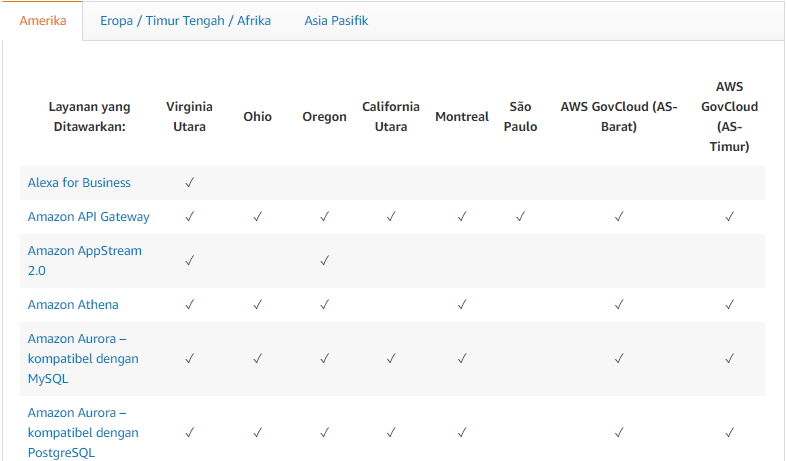 Amerika Eropa / Timur Tengah / Afrika Asia Pasifik
Layanan yang Ditawarkan: Virginia Utara Ohio Oregon California Utara Montreal São Paulo AWS GovCloud (AS-Barat) AWS GovCloud (AS-Timur)
Alexa for Business ✓
Amazon API Gateway ✓ ✓ ✓ ✓ ✓ ✓ ✓ ✓
Amazon AppStream
2.0 ✓ ✓
Amazon Athena ✓ ✓ ✓ ✓ ✓ ✓
Amazon Aurora –
kompatibel dengan
MySQL ✓ ✓ ✓ ✓ ✓ ✓ ✓
Amazon Aurora –
kompatibel dengan
PostgreSQL ✓ ✓ ✓ ✓ ✓ ✓ ✓